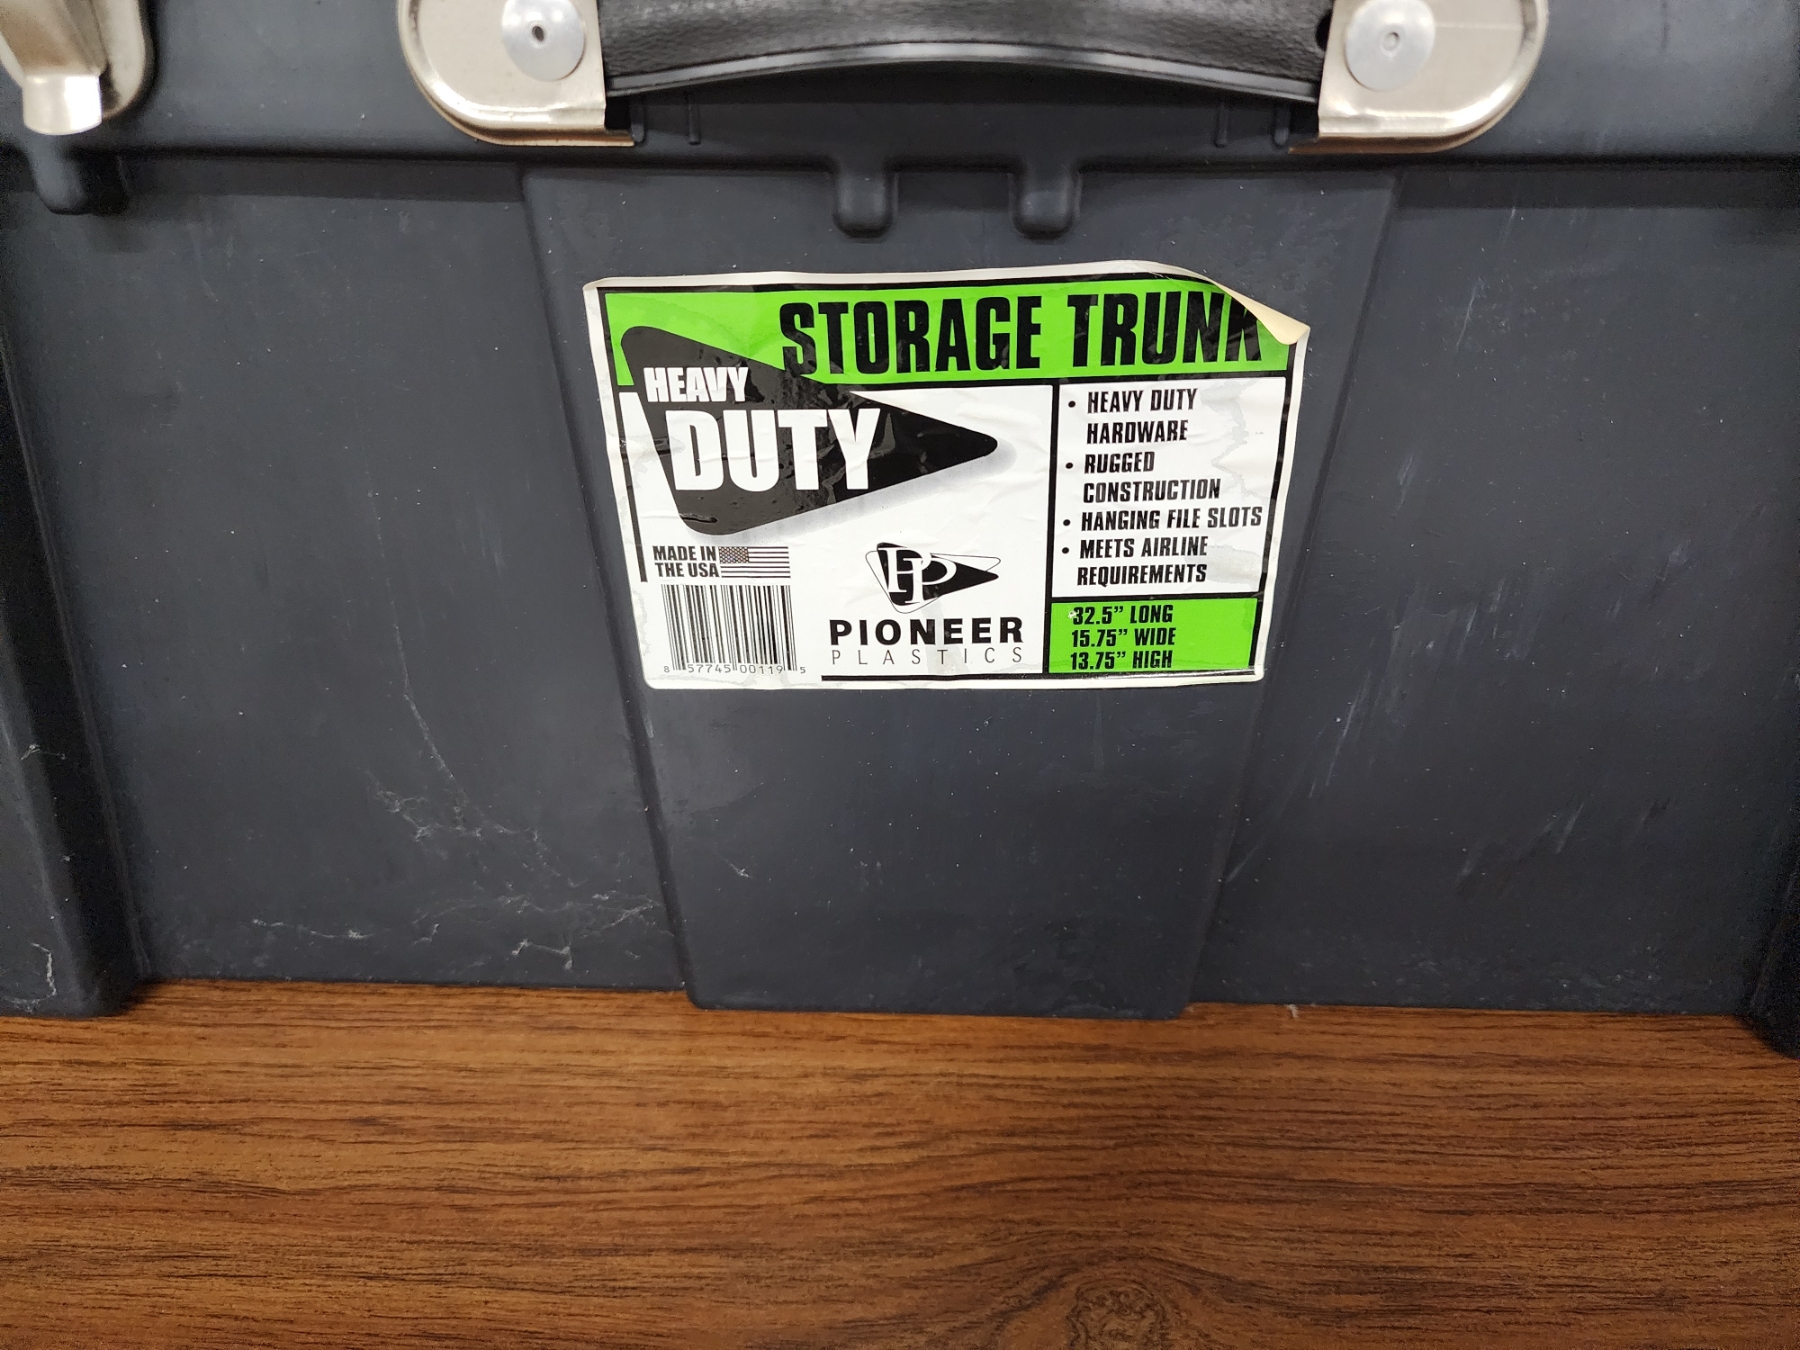 STORAGE TRUNK
HEAVY
DUTY
• HEAVY DUTY
HARDWARE
• RUGGED
CONSTRUCTION
• HANGING FILE SLOTS
• MEETS AIRLINE
REQUIREMENTS
MADE IN
THE USA
8 57745 00119 5
PP
PIONEER
PLASTICS
32.5” LONG
15.75” WIDE
13.75” HIGH